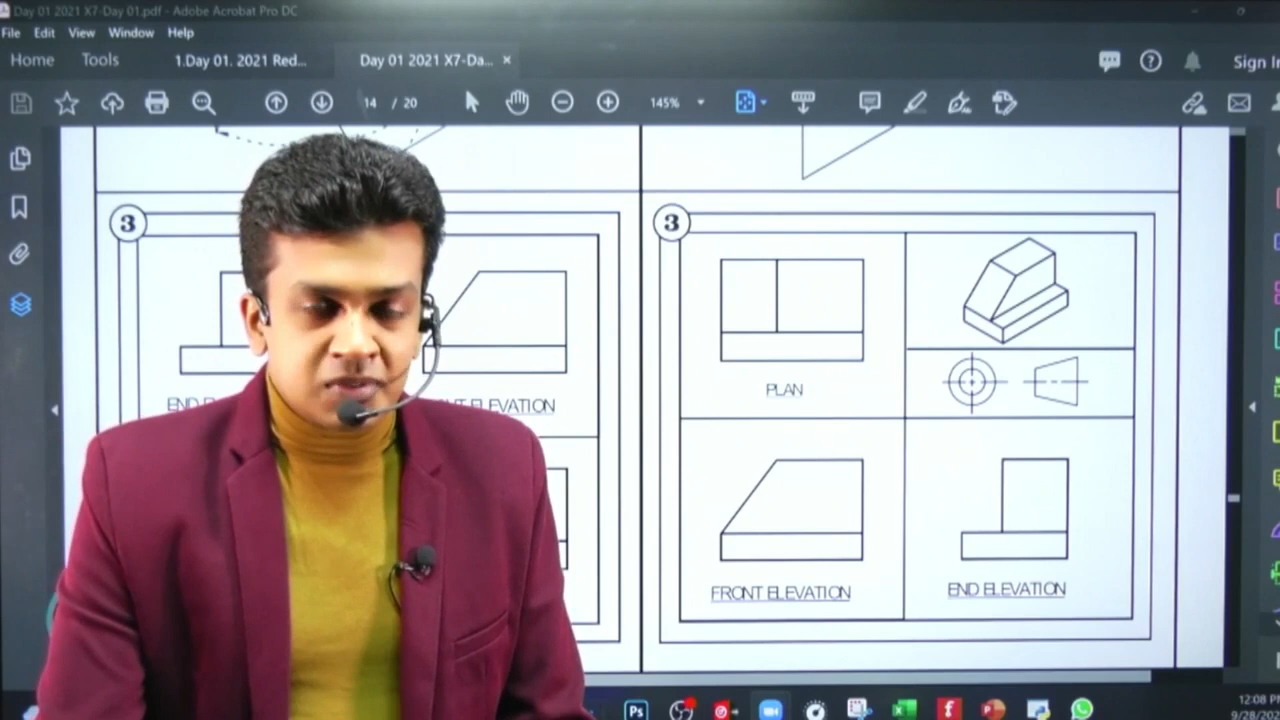 Day 01 2021 X7-Day 01.pdf - Adobe Acrobat Pro DC
File Edit View Window Help
Home Tools 1.Day 01. 2021 Red... Day 01 2021 X7-Da... ×
14 / 20 145%
3
3
PLAN
ELEVATION
FRONT ELEVATION
END ELEVATION
Ps
12:08 PM